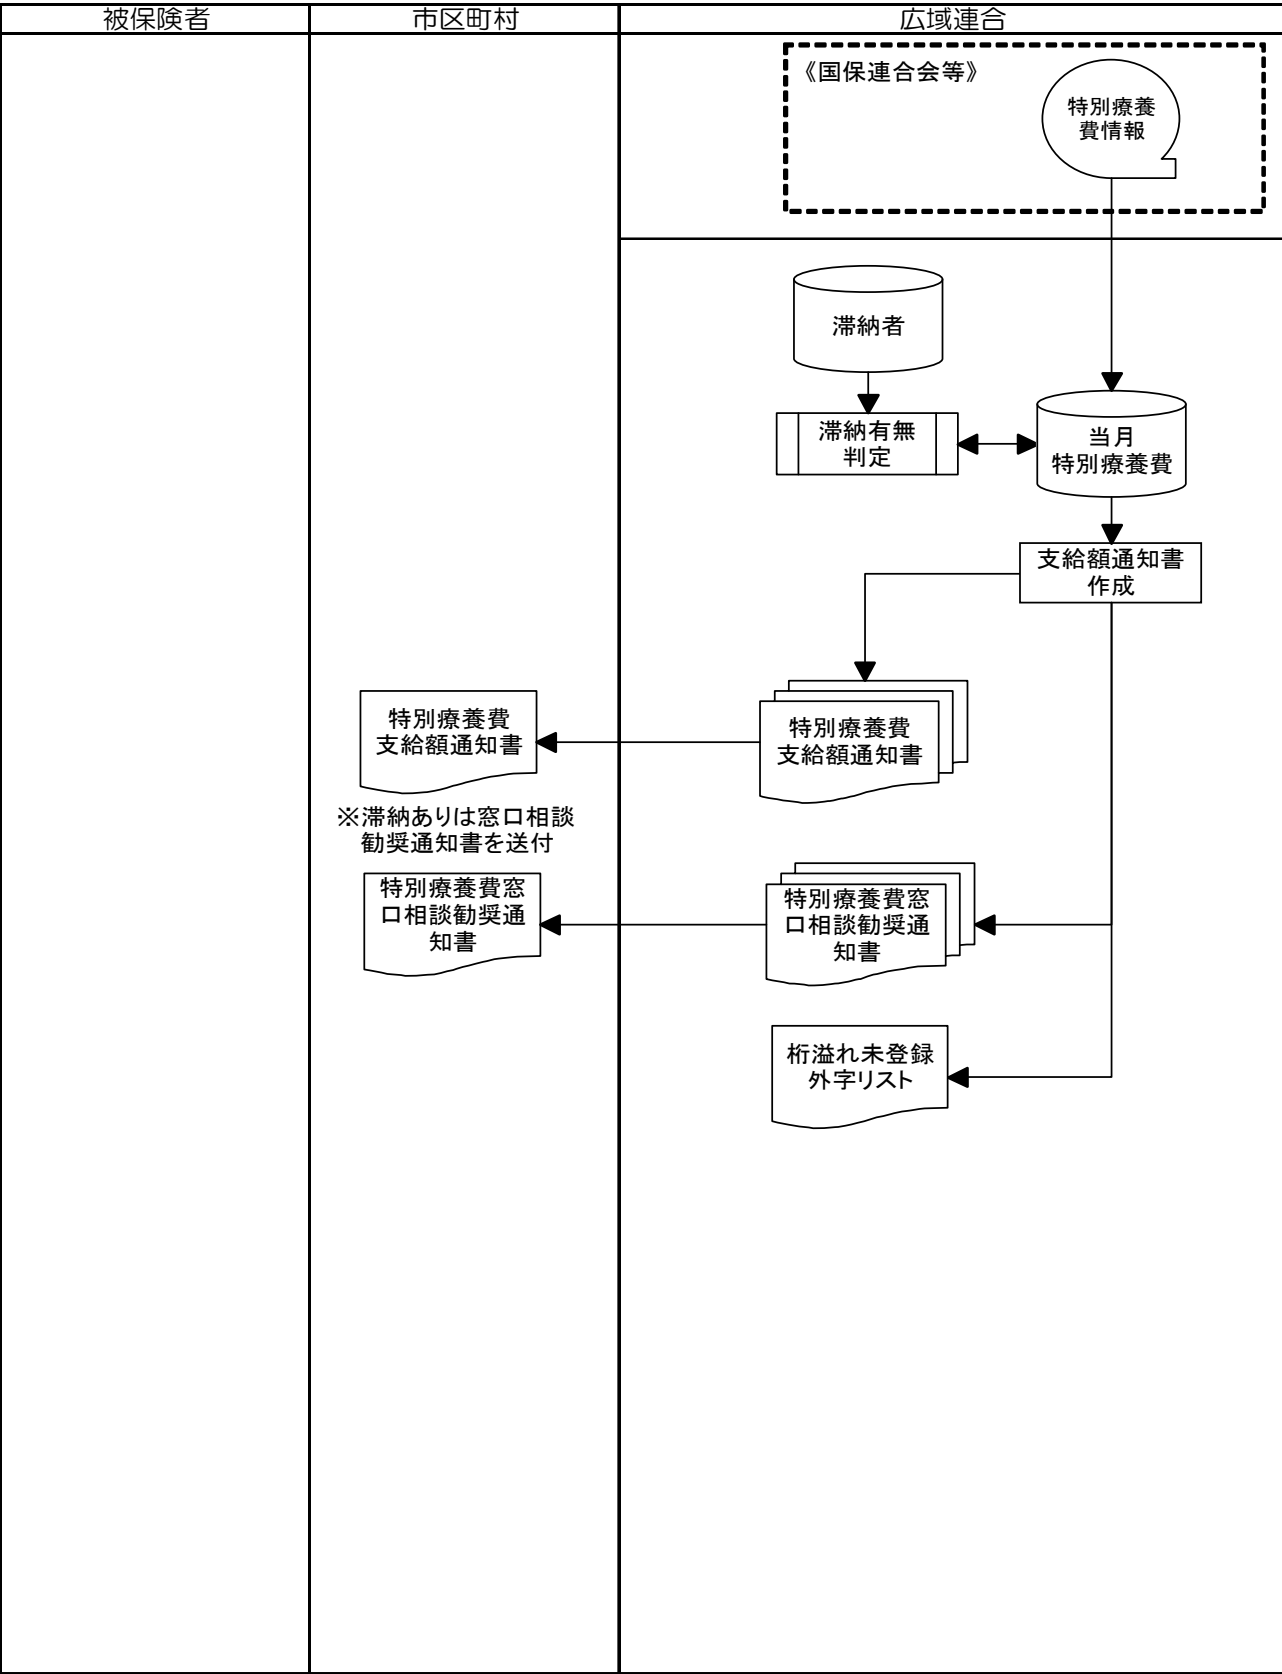 被保険者
市区町村
広域連合
《国保連合会等》
特別療養
費情報
滞納者
滞納有無
判定
当月
特別療養費
支給額通知書
作成
特別療養費
支給額通知書
特別療養費
支給額通知書
※滞納ありは窓口相談
勧奨通知書を送付
特別療養費窓
口相談勧奨通
知書
特別療養費窓
口相談勧奨通
知書
桁溢れ未登録
外字リスト